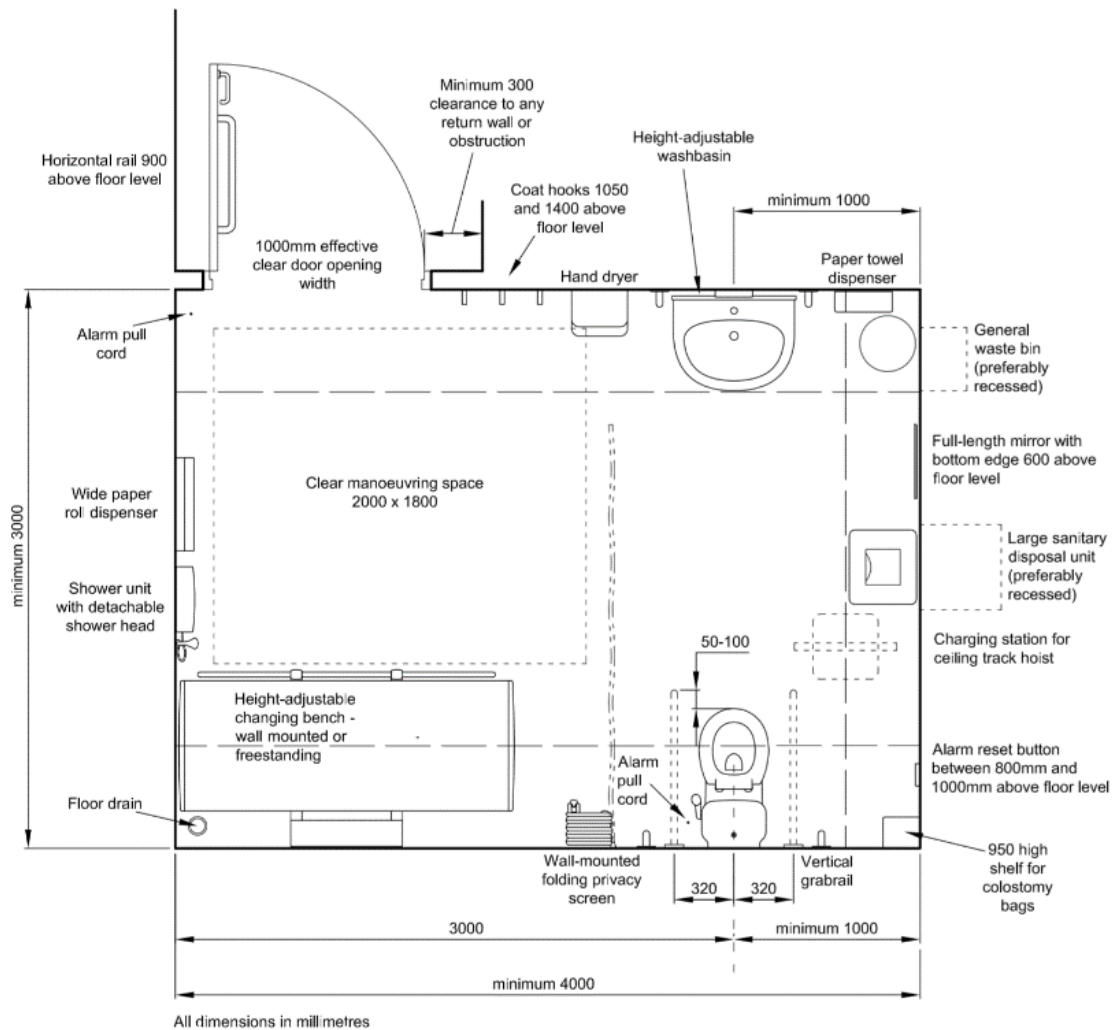 Minimum 300
clearance to any
return wall or
obstruction
Height-adjustable
washbasin
Horizontal rail 900
above floor level
Coat hooks 1050
and 1400 above
floor level
minimum 1000
1000mm effective
clear door opening
width
Hand dryer
Paper towel
dispenser
Alarm pull
cord
General
waste bin
(preferably
recessed)
Full-length mirror with
bottom edge 600 above
floor level
Clear manoeuvring space
2000 x 1800
Wide paper
roll dispenser
minimum 3000
Large sanitary
disposal unit
(preferably
recessed)
Shower unit
with detachable
shower head
Charging station for
ceiling track hoist
50-100
Height-adjustable
changing bench -
wall mounted or
freestanding
Alarm
pull
cord
Alarm reset button
between 800mm and
1000mm above floor level
Floor drain
Wall-mounted
folding privacy
screen
Vertical
grabrail
950 high
shelf for
colostomy
bags
320
320
3000
minimum 1000
minimum 4000
All dimensions in millimetres